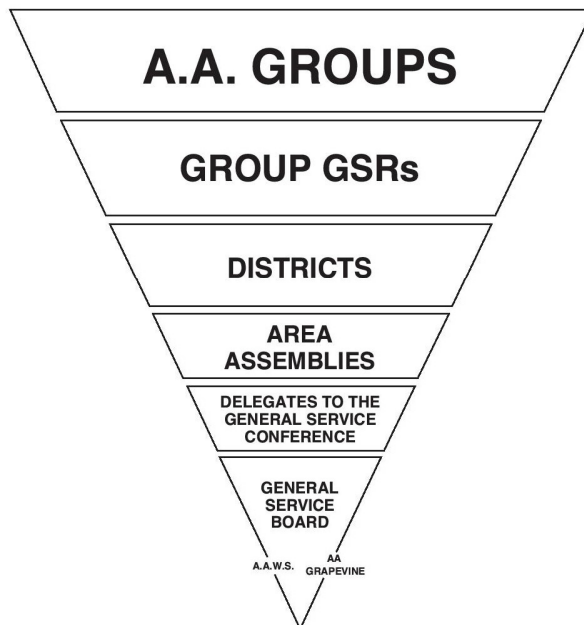 A.A. GROUPS
GROUP GSRs
DISTRICTS
AREA
ASSEMBLIES
DELEGATES TO THE
GENERAL SERVICE
CONFERENCE
GENERAL
SERVICE
BOARD
A.A.W.S.
AA
GRAPEVINE